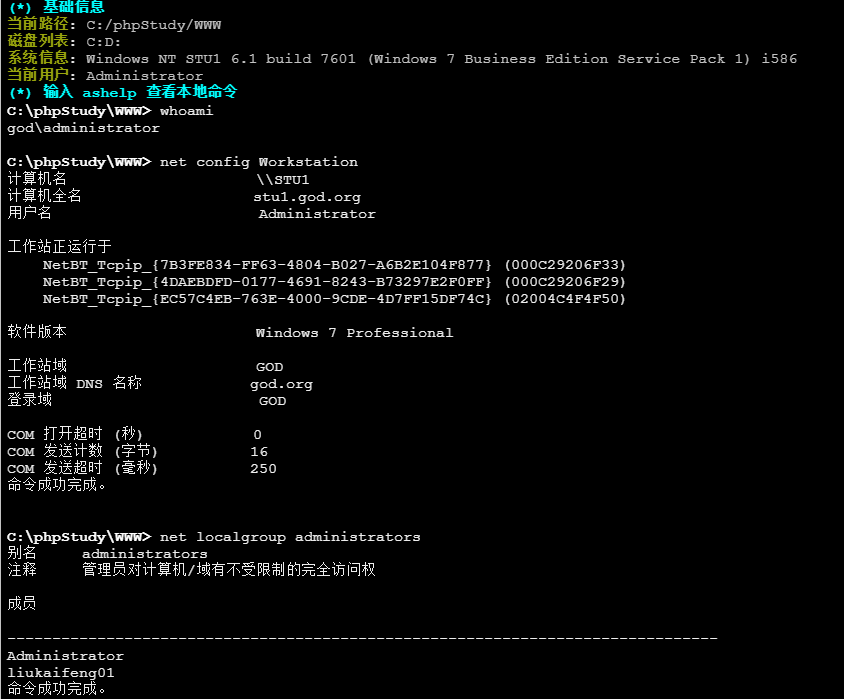 (*) 基础信息
当前路径: C:/phpStudy/WWW
磁盘列表: C:D:
系统信息: Windows NT STU1 6.1 build 7601 (Windows 7 Business Edition Service Pack 1) i586
当前用户: Administrator
(*) 输入 ashelp 查看本地命令
C:\phpStudy\WWW> whoami
god\administrator
C:\phpStudy\WWW> net config Workstation
计算机名 \\STU1
计算机全名 stu1.god.org
用户名 Administrator
工作站正运行于
NetBT_Tcpip_{7B3FE834-FF63-4804-B027-A6B2E104F877} (000C29206F33)
NetBT_Tcpip_{4DAEBDFD-0177-4691-8243-B73297E2F0FF} (000C29206F29)
NetBT_Tcpip_{EC57C4EB-763E-4000-9CDE-4D7FF15DF74C} (02004C4F4F50)
软件版本 Windows 7 Professional
工作站域 GOD
工作站域 DNS 名称 god.org
登录域 GOD
COM 打开超时 (秒) 0
COM 发送计数 (字节) 16
COM 发送超时 (毫秒) 250
命令成功完成。
C:\phpStudy\WWW> net localgroup administrators
别名 administrators
注释 管理员对计算机/域有不受限制的完全访问权
成员
-------------------------------------------------------------------------------
Administrator
liukaifeng01
命令成功完成。